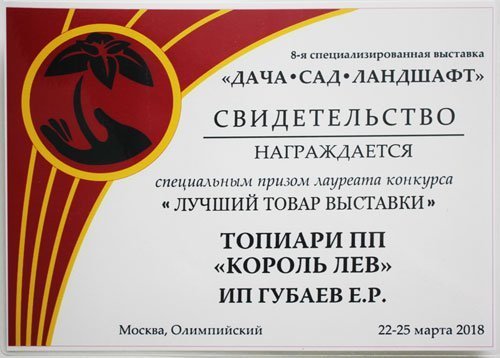 8-я специализированная выставка
«ДАЧА•САД•ЛАНДШАФТ»
СВИДЕТЕЛЬСТВО
НАГРАЖДАЕТСЯ
специальным призом лауреата конкурса
« ЛУЧШИЙ ТОВАР ВЫСТАВКИ »
ТОПИАРИ ПП
«КОРОЛЬ ЛЕВ»
ИП ГУБАЕВ Е.Р.
Москва, Олимпийский 22-25 марта 2018